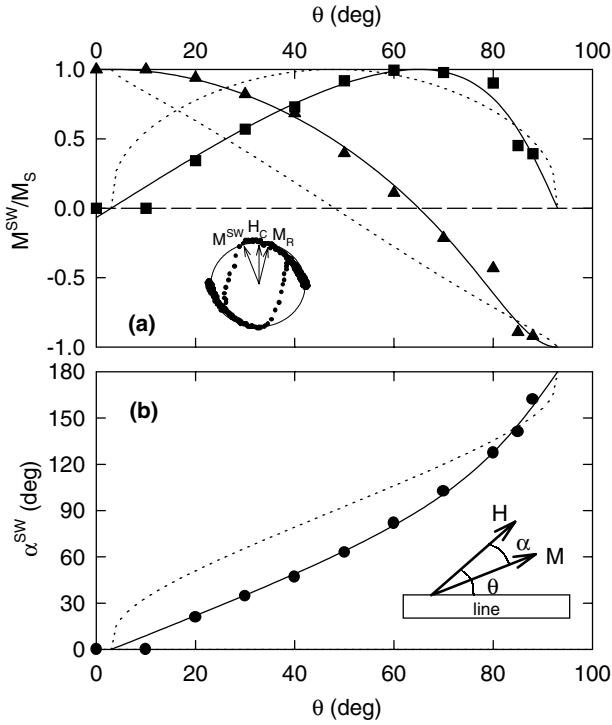 θ (deg)
0 20 40 60 80 100
1.0
0.5
0.0
-0.5
-1.0
M^SW/M_S
M^SW H_C M_R
(a)
180
150
120
90
60
30
0
α^SW (deg)
(b)
H
α
M
θ
line
0 20 40 60 80 100
θ (deg)